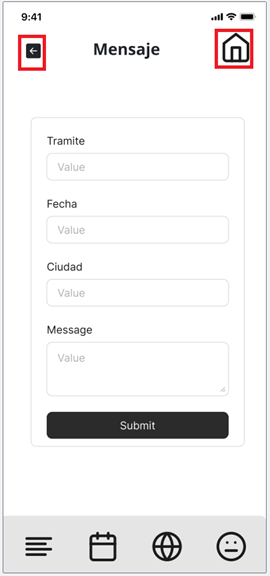 9:41
Mensaje
Tramite
Value
Fecha
Value
Ciudad
Value
Message
Value
Submit